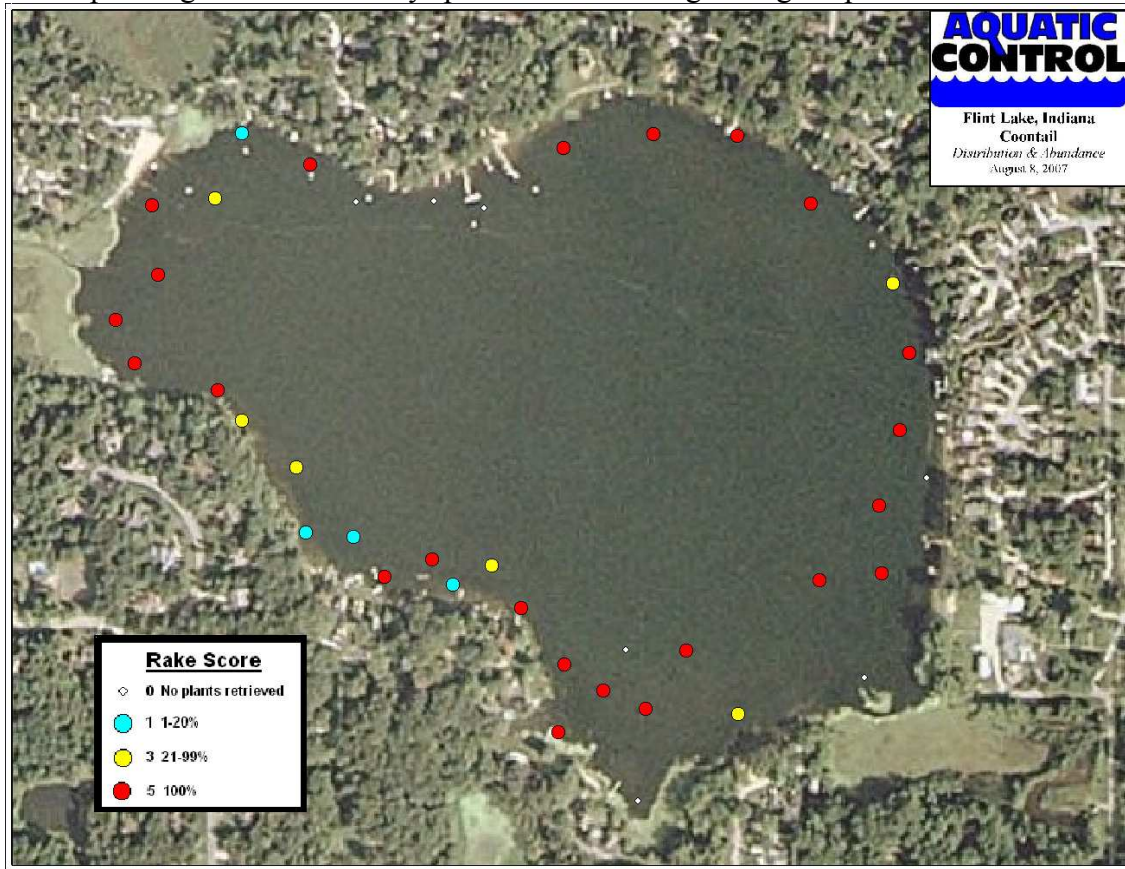 AQUATIC
CONTROL
Flint Lake, Indiana
Coontail
Distribution & Abundance
August 8, 2007
Rake Score
0 No plants retrieved
1 1-20%
3 21-99%
5 100%